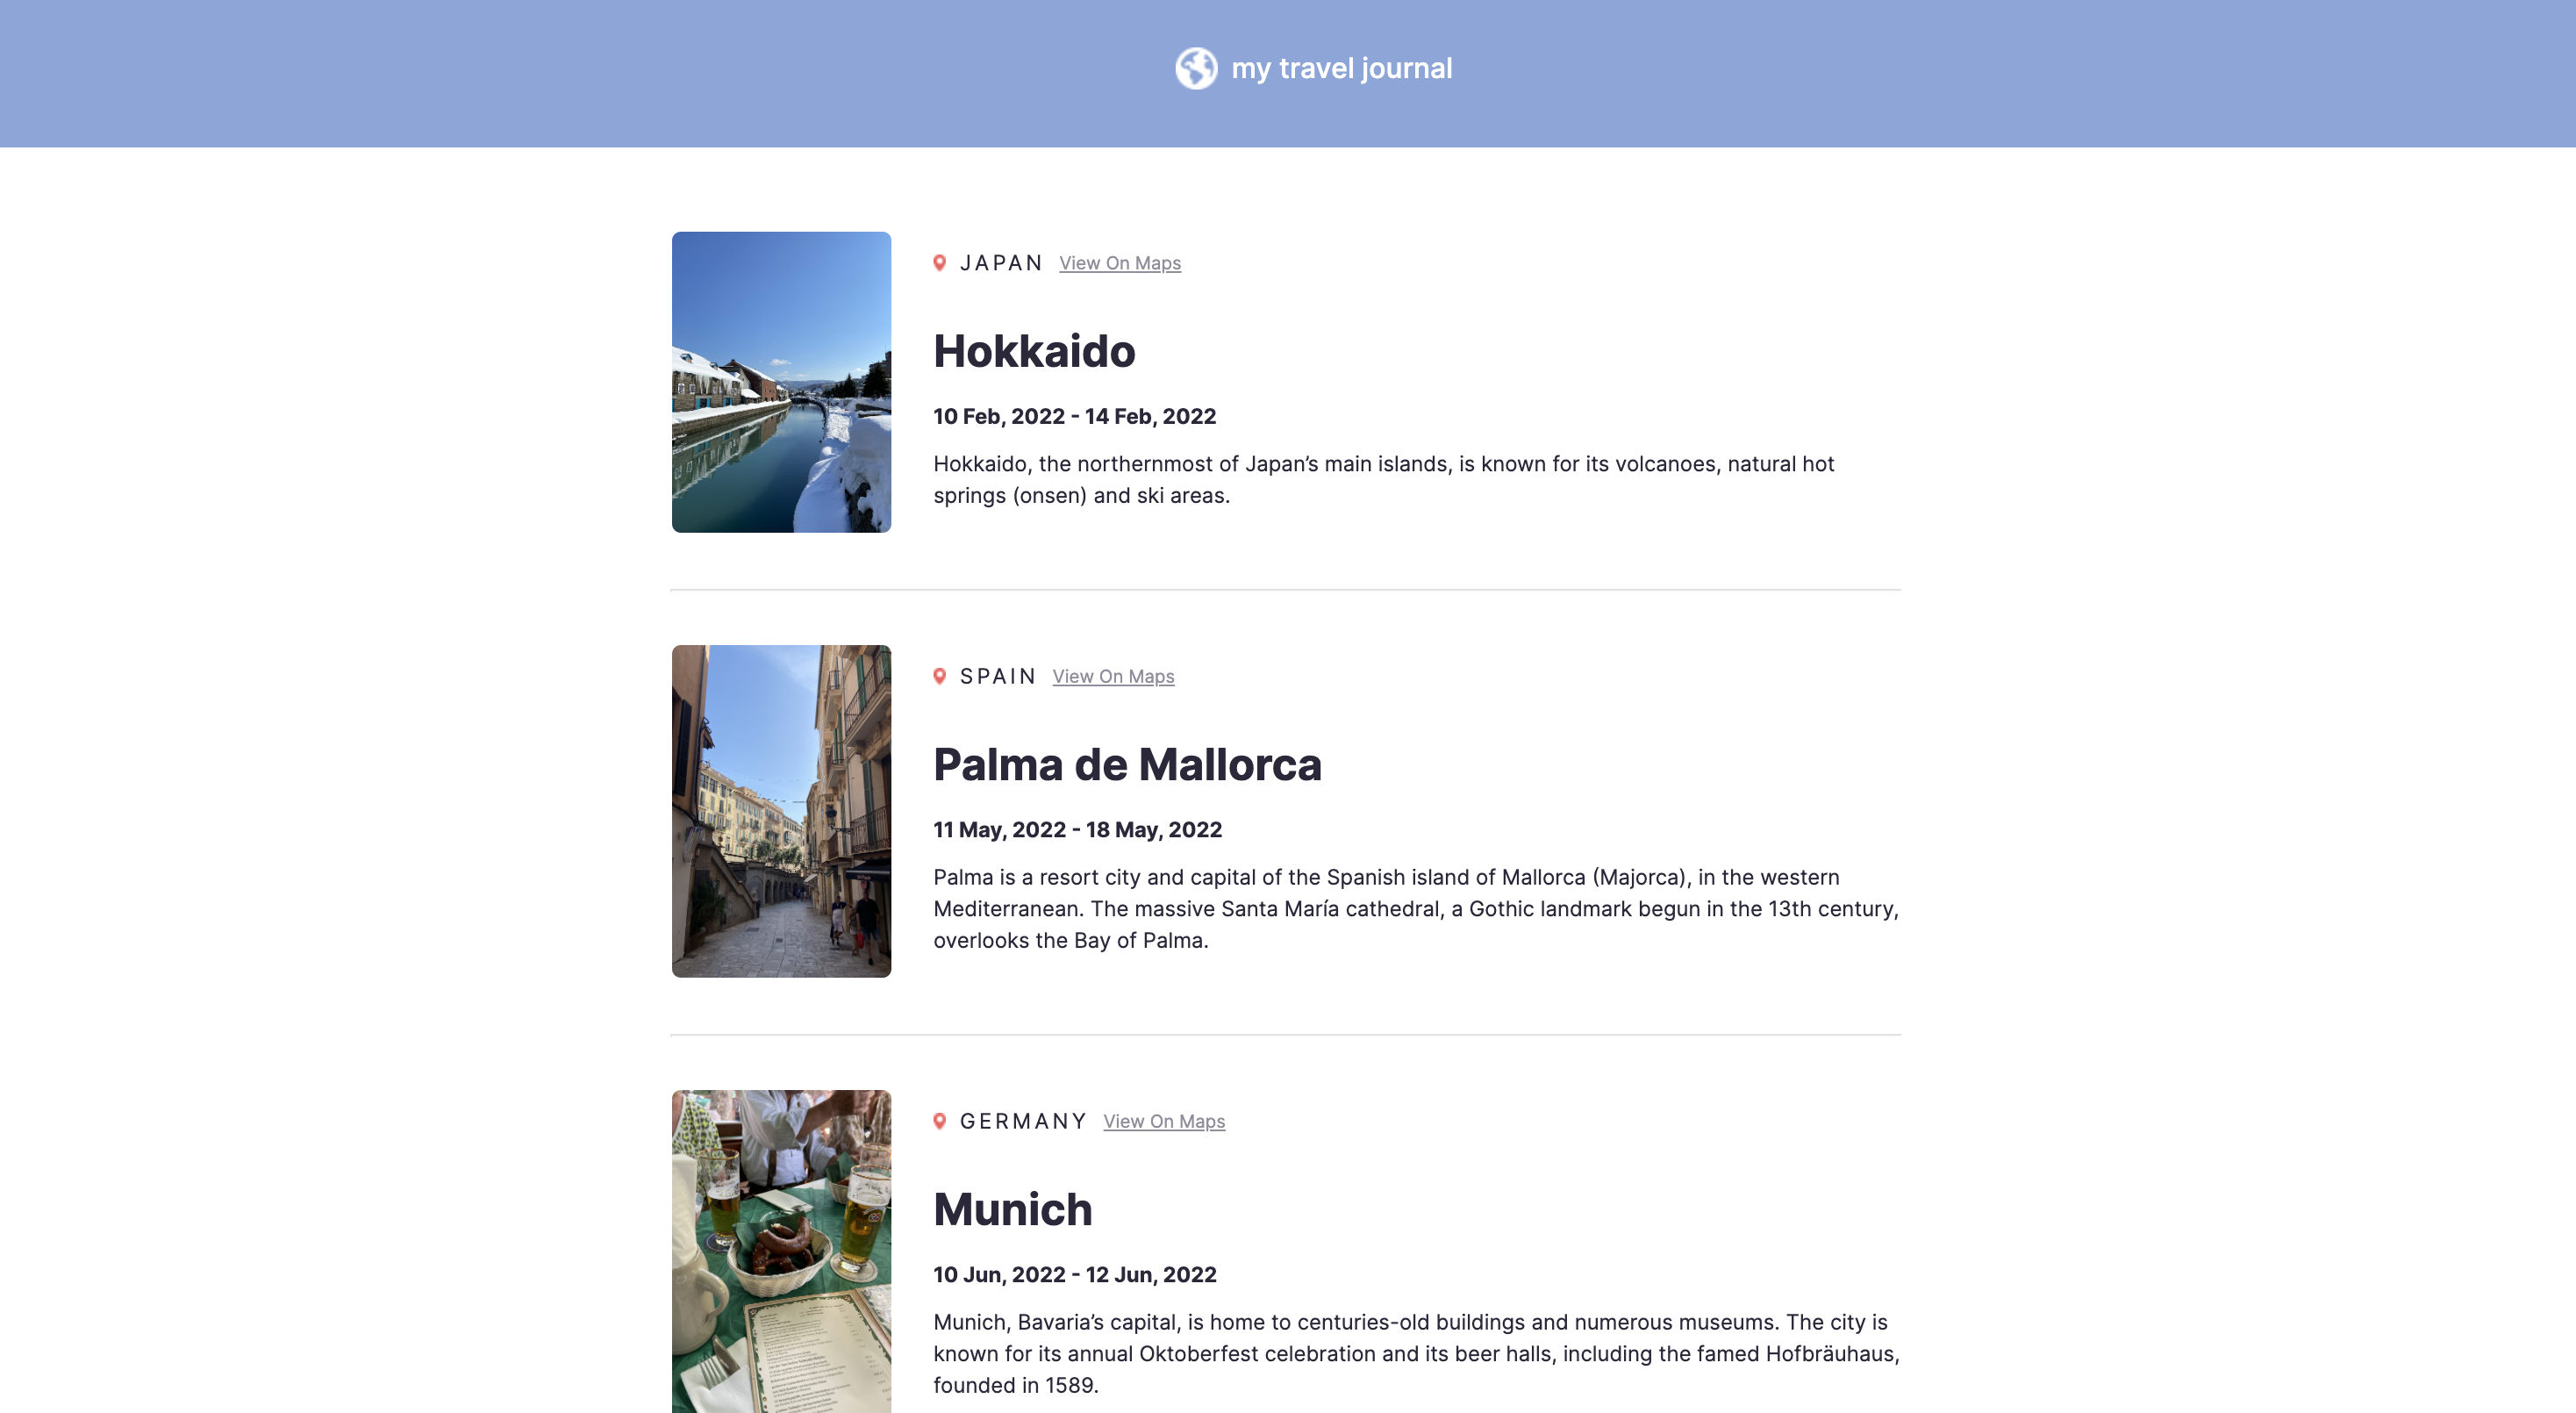 my travel journal
JAPAN View On Maps
Hokkaido
10 Feb, 2022 - 14 Feb, 2022
Hokkaido, the northernmost of Japan’s main islands, is known for its volcanoes, natural hot
springs (onsen) and ski areas.
SPAIN View On Maps
Palma de Mallorca
11 May, 2022 - 18 May, 2022
Palma is a resort city and capital of the Spanish island of Mallorca (Majorca), in the western
Mediterranean. The massive Santa María cathedral, a Gothic landmark begun in the 13th century,
overlooks the Bay of Palma.
GERMANY View On Maps
Munich
10 Jun, 2022 - 12 Jun, 2022
Munich, Bavaria’s capital, is home to centuries-old buildings and numerous museums. The city is
known for its annual Oktoberfest celebration and its beer halls, including the famed Hofbräuhaus,
founded in 1589.